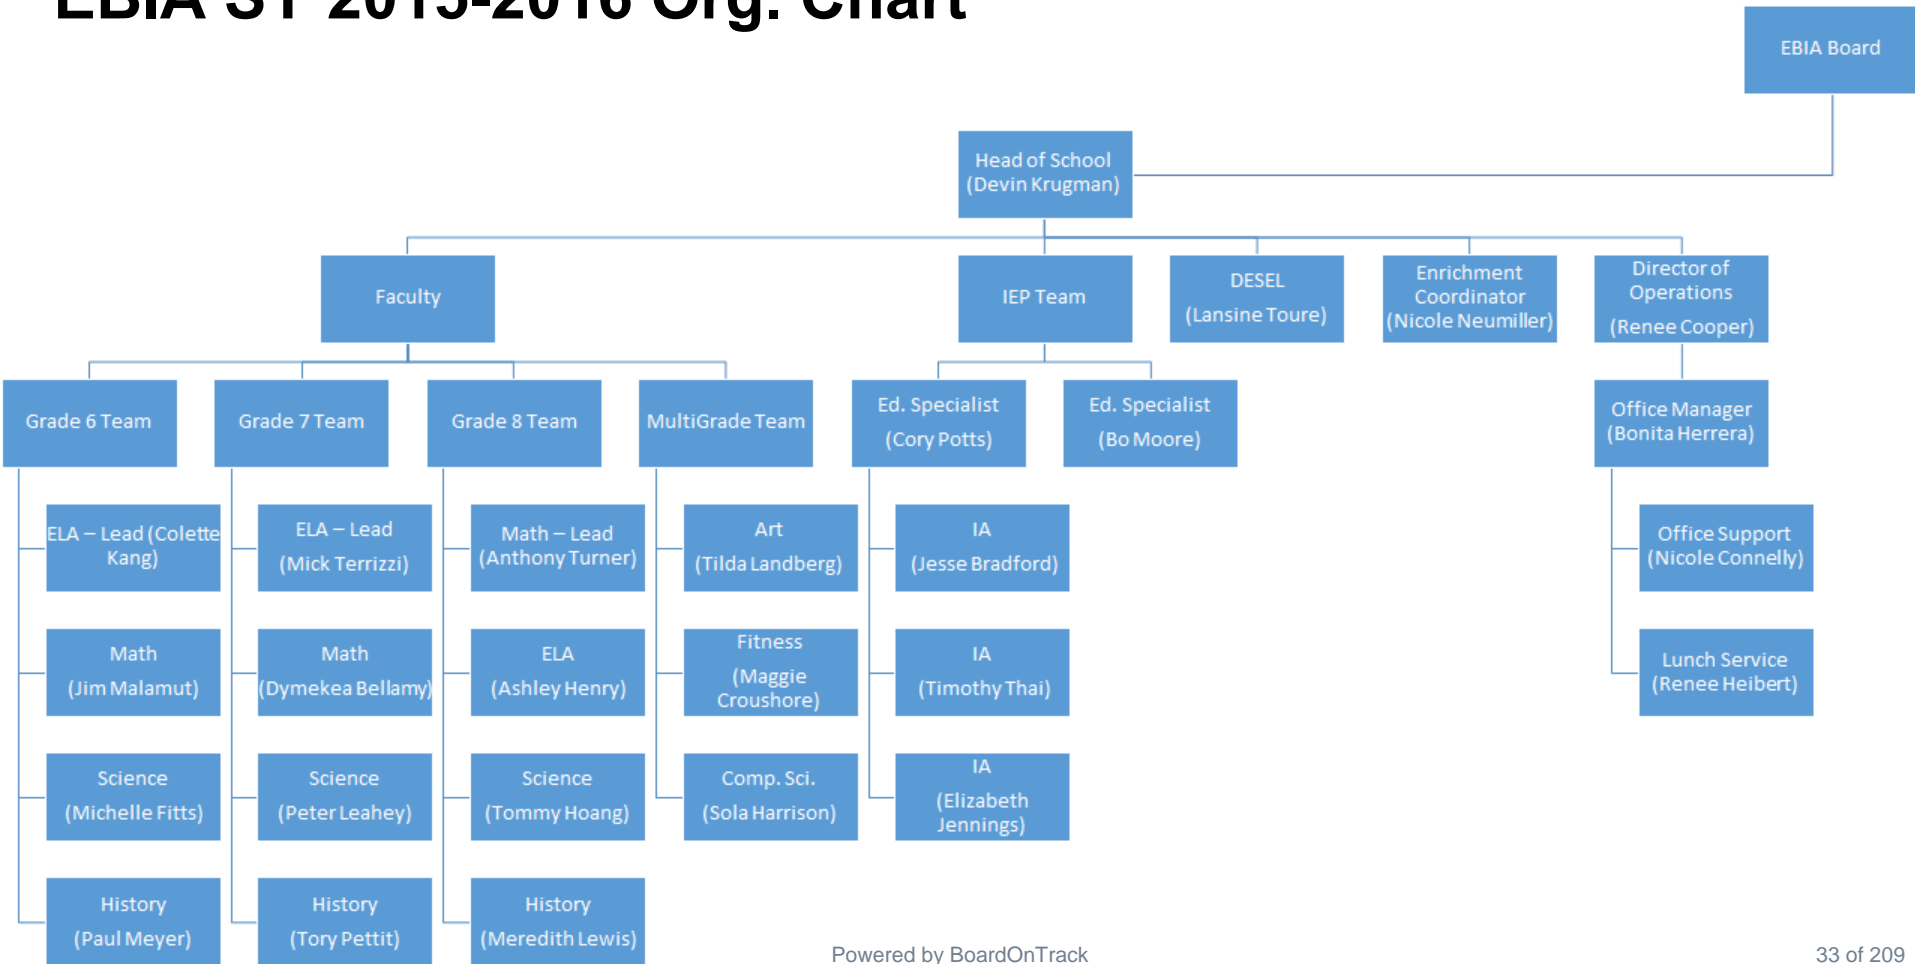 EBIA SY 2015-2016 Org. Chart
EBIA Board
Head of School
(Devin Krugman)
Faculty
IEP Team
DESEL
(Lansine Toure)
Enrichment
Coordinator
(Nicole Neumiller)
Director of
Operations
(Renee Cooper)
Grade 6 Team
Grade 7 Team
Grade 8 Team
MultiGrade Team
Ed. Specialist
(Cory Potts)
Ed. Specialist
(Bo Moore)
Office Manager
(Bonita Herrera)
ELA – Lead (Colette
Kang)
ELA – Lead
(Mick Terrizzi)
Math – Lead
(Anthony Turner)
Art
(Tilda Landberg)
IA
(Jesse Bradford)
Office Support
(Nicole Connelly)
Math
(Jim Malamut)
Math
(Dymekea Bellamy)
ELA
(Ashley Henry)
Fitness
(Maggie
Croushore)
IA
(Timothy Thai)
Lunch Service
(Renee Heibert)
Science
(Michelle Fitts)
Science
(Peter Leahey)
Science
(Tommy Hoang)
Comp. Sci.
(Sola Harrison)
IA
(Elizabeth
Jennings)
History
(Paul Meyer)
History
(Tory Pettit)
History
(Meredith Lewis)
Powered by BoardOnTrack
33 of 209